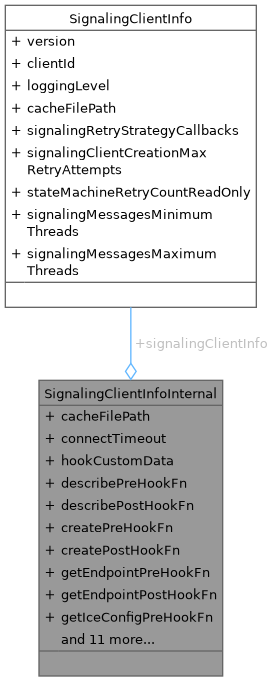 SignalingClientInfo
+ version
+ clientId
+ loggingLevel
+ cacheFilePath
+ signalingRetryStrategyCallbacks
+ signalingClientCreationMax
RetryAttempts
+ stateMachineRetryCountReadOnly
+ signalingMessagesMinimum
Threads
+ signalingMessagesMaximum
Threads
+signalingClientInfo
SignalingClientInfoInternal
+ cacheFilePath
+ connectTimeout
+ hookCustomData
+ describePreHookFn
+ describePostHookFn
+ createPreHookFn
+ createPostHookFn
+ getEndpointPreHookFn
+ getEndpointPostHookFn
+ getIceConfigPreHookFn
and 11 more...